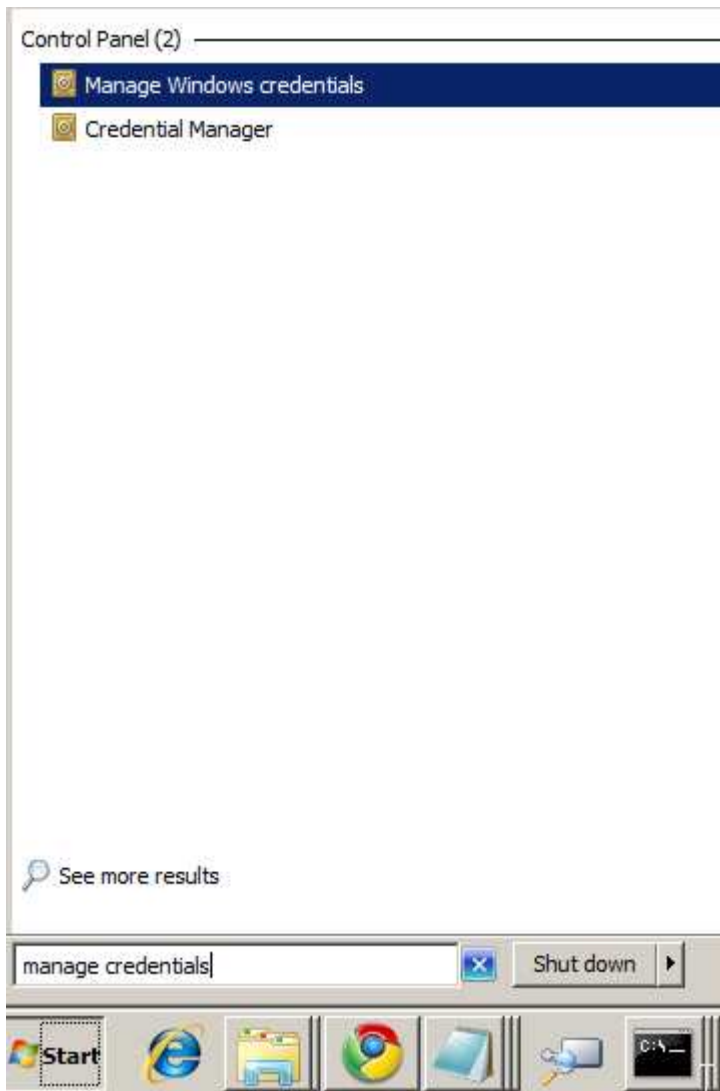 Control Panel (2)
Manage Windows credentials
Credential Manager
See more results
manage credentials
Shut down
Start
C:\